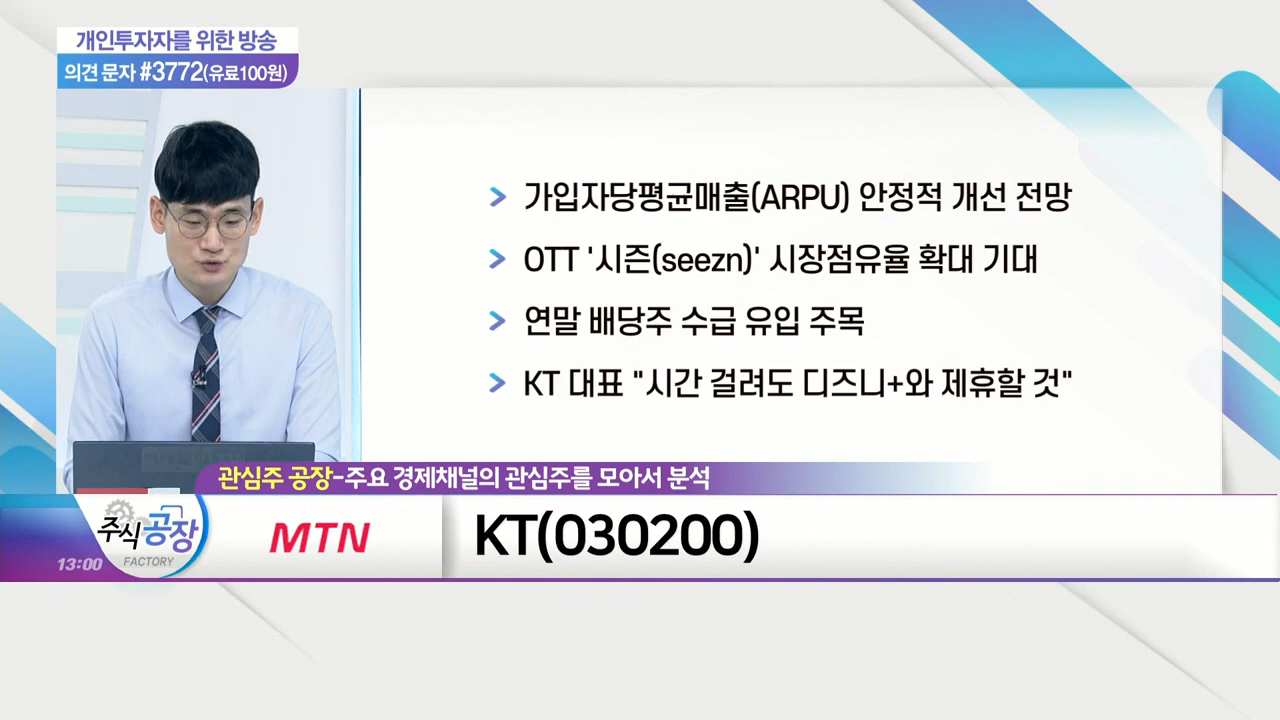 개인투자자를 위한 방송
의견 문자 #3772(유료100원)
> 가입자당평균매출(ARPU) 안정적 개선 전망
> OTT '시즌(seezn)' 시장점유율 확대 기대
> 연말 배당주 수급 유입 주목
> KT 대표 "시간 걸려도 디즈니+와 제휴할 것"
관심주 공장-주요 경제채널의 관심주를 모아서 분석
주식공장
FACTORY
13:00
MTN
KT(030200)